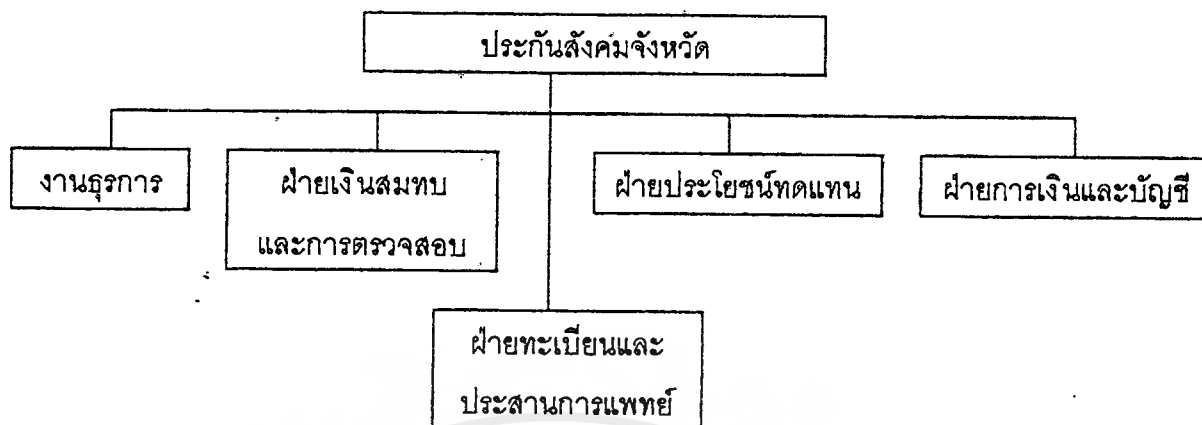 ประกันสังคมจังหวัด
งานธุรการ
ฝ่ายเงินสมทบ
และการตรวจสอบ
ฝ่ายประโยชน์ทดแทน
ฝ่ายการเงินและบัญชี
ฝ่ายทะเบียนและ
ประสานการแพทย์